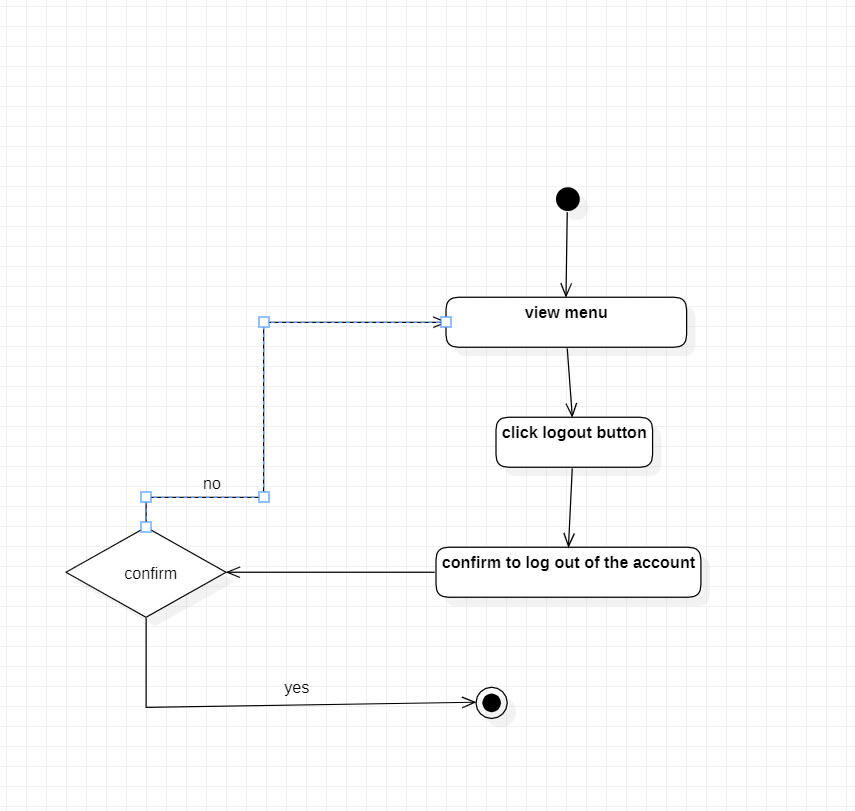 view menu
click logout button
no
confirm to log out of the account
confirm
yes